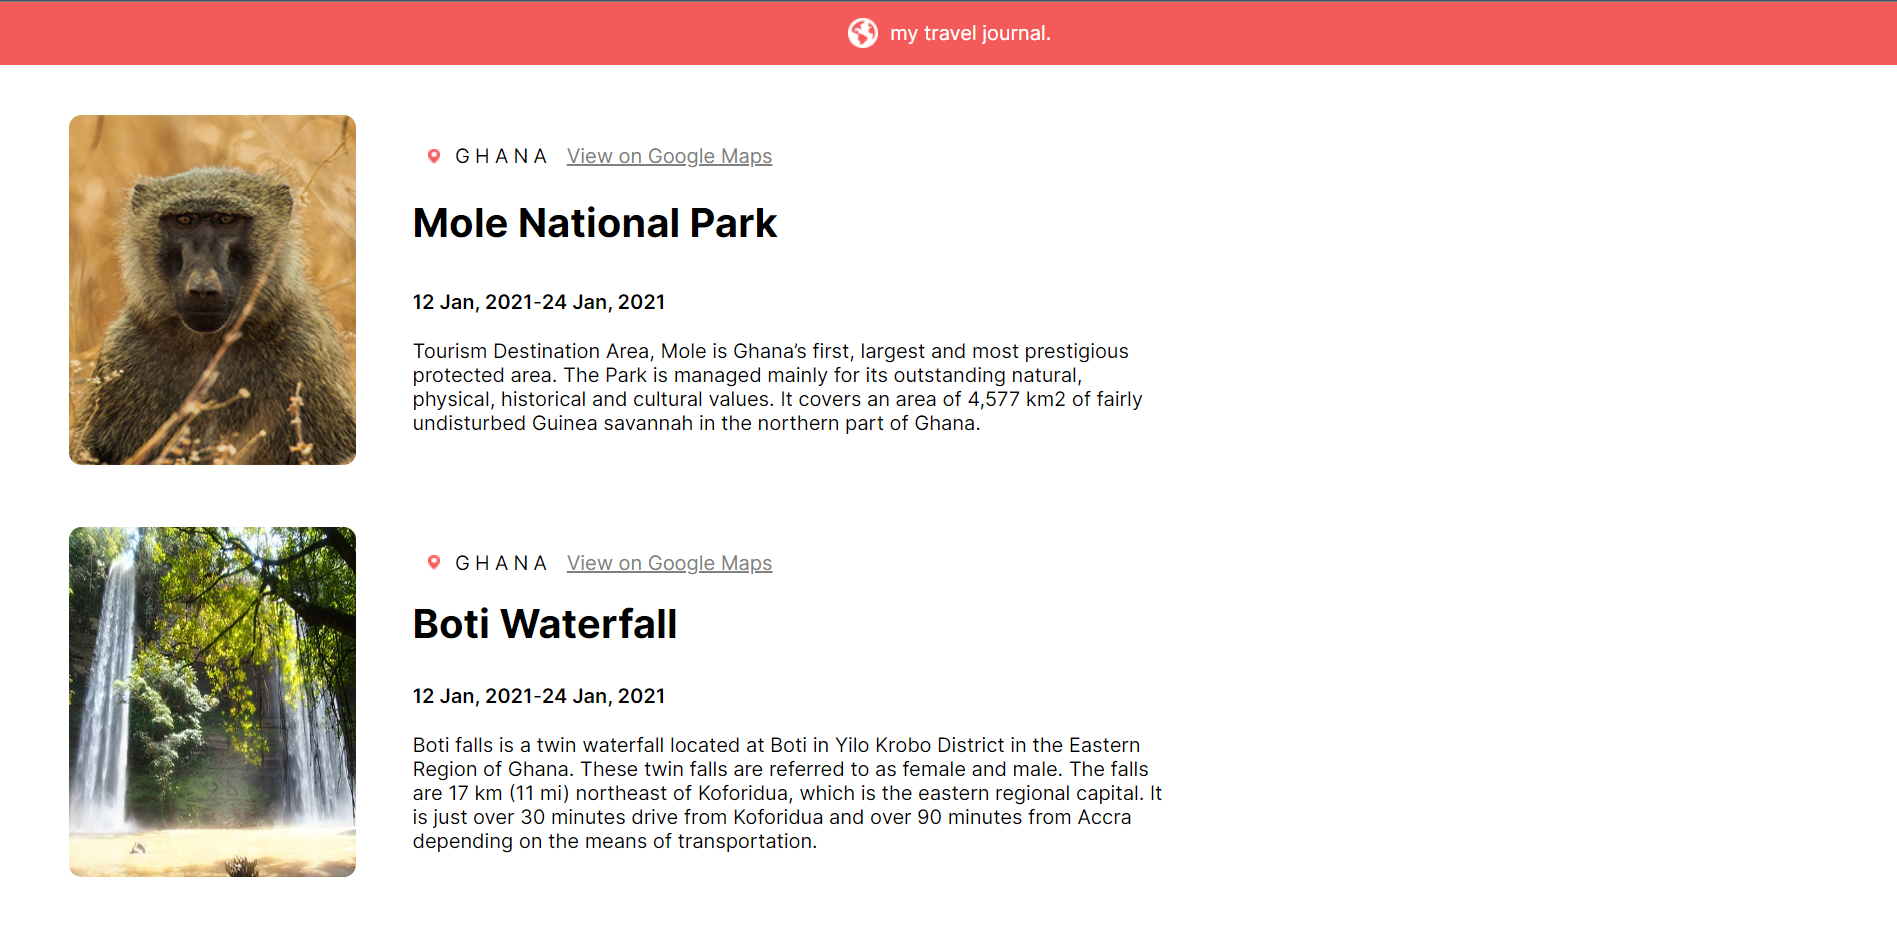 my travel journal.
GHANA View on Google Maps
Mole National Park
12 Jan, 2021-24 Jan, 2021
Tourism Destination Area, Mole is Ghana’s first, largest and most prestigious
protected area. The Park is managed mainly for its outstanding natural,
physical, historical and cultural values. It covers an area of 4,577 km2 of fairly
undisturbed Guinea savannah in the northern part of Ghana.
GHANA View on Google Maps
Boti Waterfall
12 Jan, 2021-24 Jan, 2021
Boti falls is a twin waterfall located at Boti in Yilo Krobo District in the Eastern
Region of Ghana. These twin falls are referred to as female and male. The falls
are 17 km (11 mi) northeast of Koforidua, which is the eastern regional capital. It
is just over 30 minutes drive from Koforidua and over 90 minutes from Accra
depending on the means of transportation.